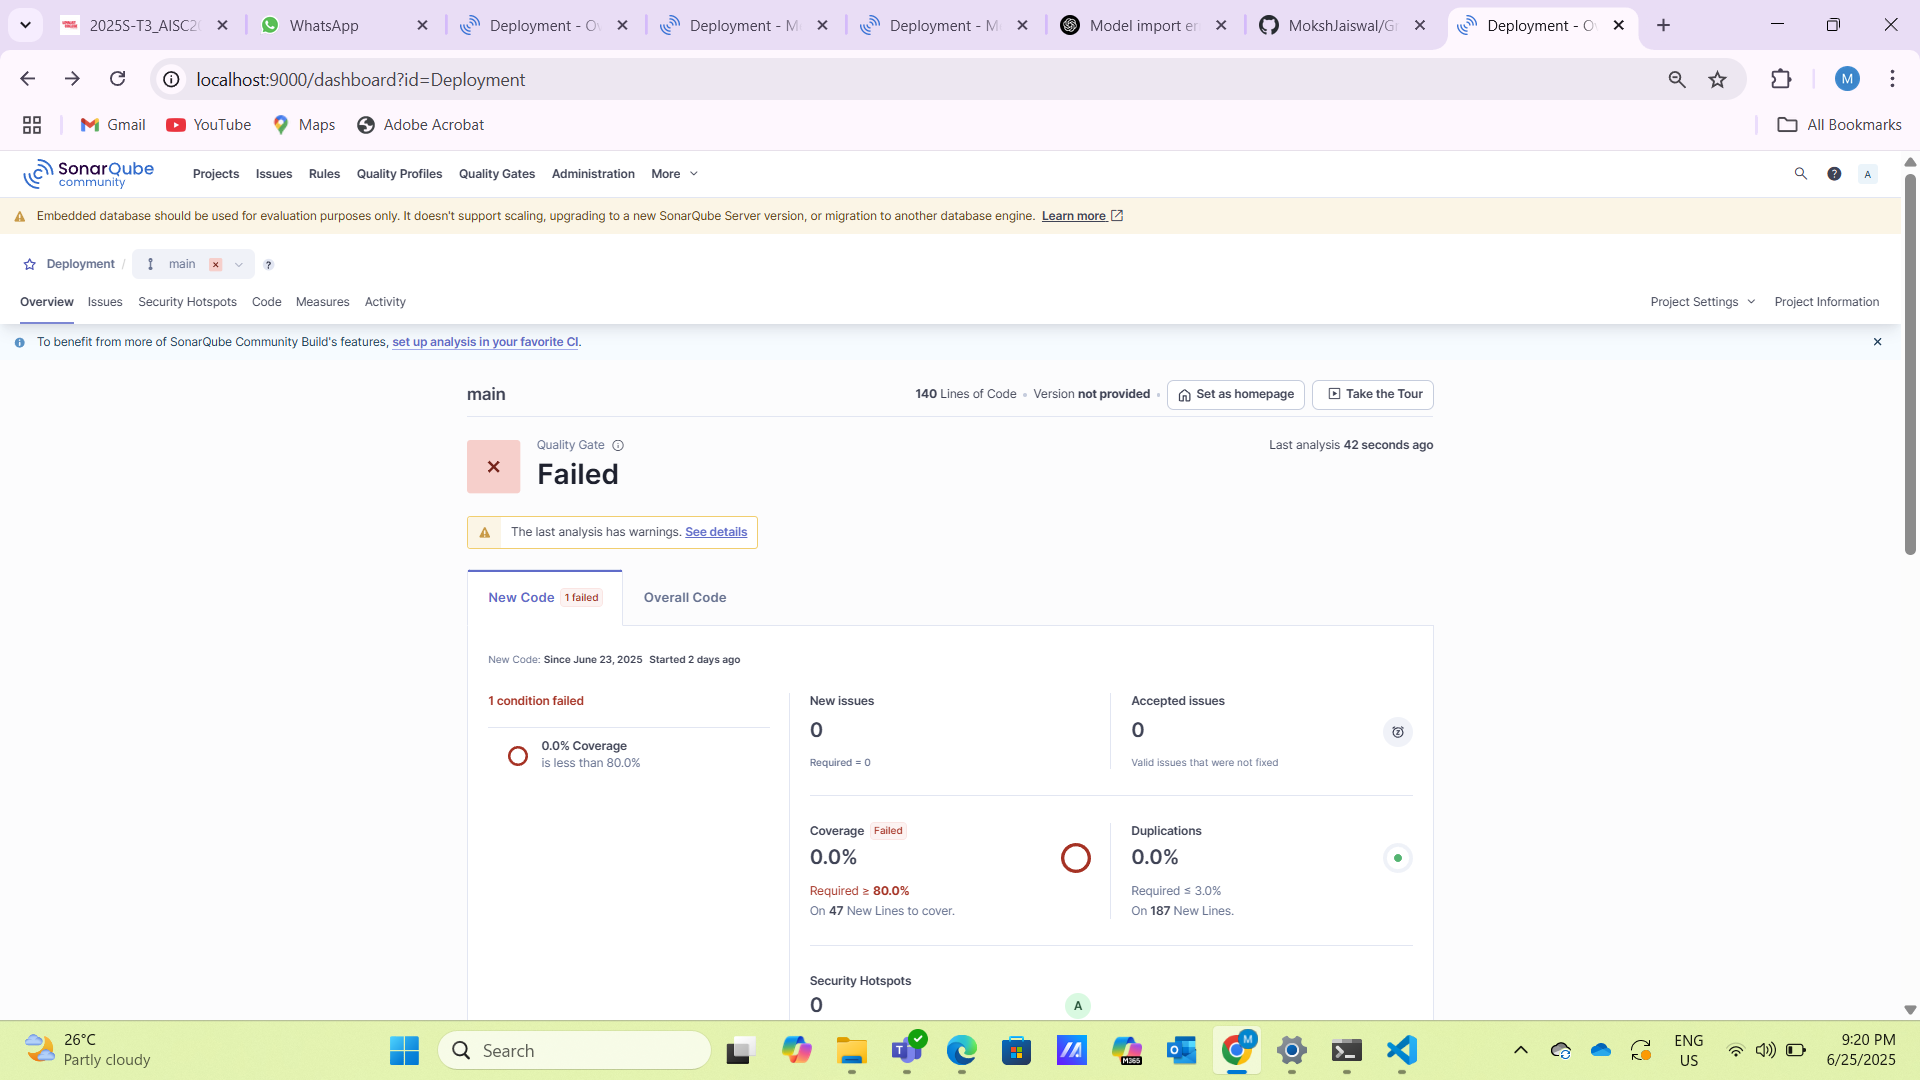 2025S-T3_AISC20
WhatsApp
Deployment - Ov
Deployment - Me
Deployment - Me
Model import err
MokshJaiswal/Gr
Deployment - Ov
localhost:9000/dashboard?id=Deployment
M
Gmail
YouTube
Maps
Adobe Acrobat
All Bookmarks
SonarQube
community
Projects
Issues
Rules
Quality Profiles
Quality Gates
Administration
More
A
Embedded database should be used for evaluation purposes only. It doesn't support scaling, upgrading to a new SonarQube Server version, or migration to another database engine. Learn more
Deployment / main
Overview
Issues
Security Hotspots
Code
Measures
Activity
Project Settings
Project Information
To benefit from more of SonarQube Community Build's features, set up analysis in your favorite CI.
main
140 Lines of Code • Version not provided •
Set as homepage
Take the Tour
Quality Gate
Failed
Last analysis 42 seconds ago
The last analysis has warnings. See details
New Code 1 failed
Overall Code
New Code: Since June 23, 2025 Started 2 days ago
1 condition failed
0.0% Coverage
is less than 80.0%
New issues
0
Required = 0
Accepted issues
0
Valid issues that were not fixed
Coverage Failed
0.0%
Required ≥ 80.0%
On 47 New Lines to cover.
Duplications
0.0%
Required ≤ 3.0%
On 187 New Lines.
Security Hotspots
0
A
26°C
Partly cloudy
Search
M365
M
ENG
US
9:20 PM
6/25/2025